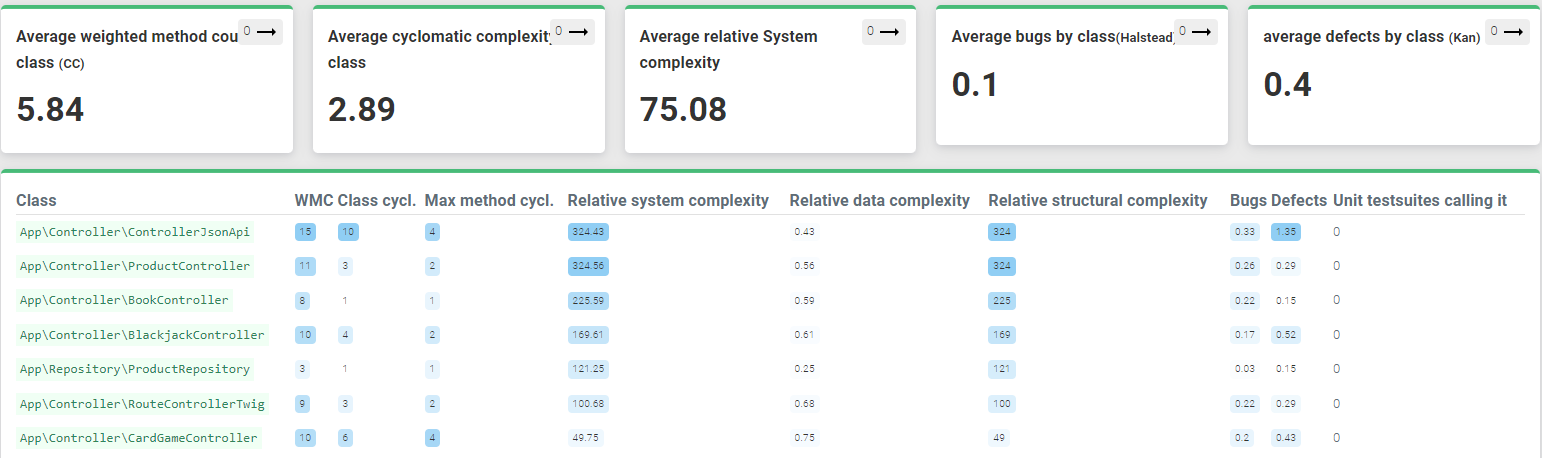 Average weighted method cou 0
class (CC)
5.84
Average cyclomatic complexity 0
class
2.89
Average relative System 0
complexity
75.08
Average bugs by class(Halstead) 0
0.1
average defects by class (Kan) 0
0.4
Class WMC Class cycl. Max method cycl. Relative system complexity Relative data complexity Relative structural complexity Bugs Defects Unit testsuites calling it
App\Controller\ControllerJsonApi 15 10 4 324.43 0.43 324 0.33 1.35 0
App\Controller\ProductController 11 3 2 324.56 0.56 324 0.26 0.29 0
App\Controller\BookController 8 1 1 225.59 0.59 225 0.22 0.15 0
App\Controller\BlackjackController 10 4 2 169.61 0.61 169 0.17 0.52 0
App\Repository\ProductRepository 3 1 1 121.25 0.25 121 0.03 0.15 0
App\Controller\RouteControllerTwig 9 3 2 100.68 0.68 100 0.22 0.29 0
App\Controller\CardGameController 10 6 4 49.75 0.75 49 0.2 0.43 0